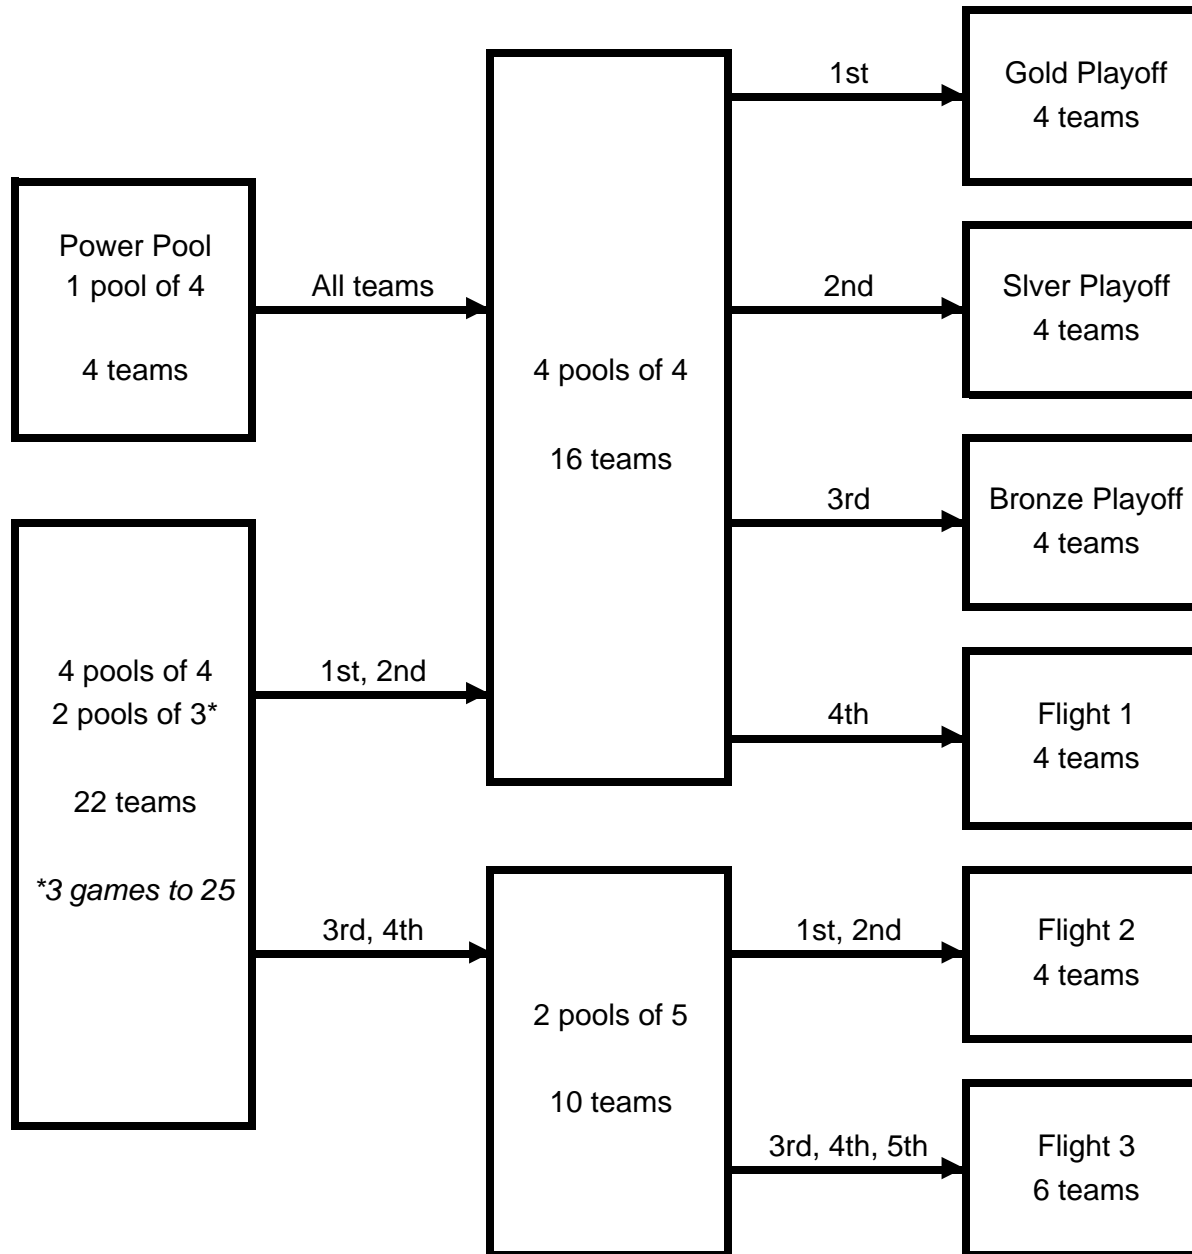 Power Pool
1 pool of 4
4 teams
All teams
4 pools of 4
2 pools of 3*
22 teams
*3 games to 25
1st, 2nd
3rd, 4th
4 pools of 4
16 teams
2 pools of 5
10 teams
1st
2nd
3rd
4th
1st, 2nd
3rd, 4th, 5th
Gold Playoff
4 teams
Slver Playoff
4 teams
Bronze Playoff
4 teams
Flight 1
4 teams
Flight 2
4 teams
Flight 3
6 teams